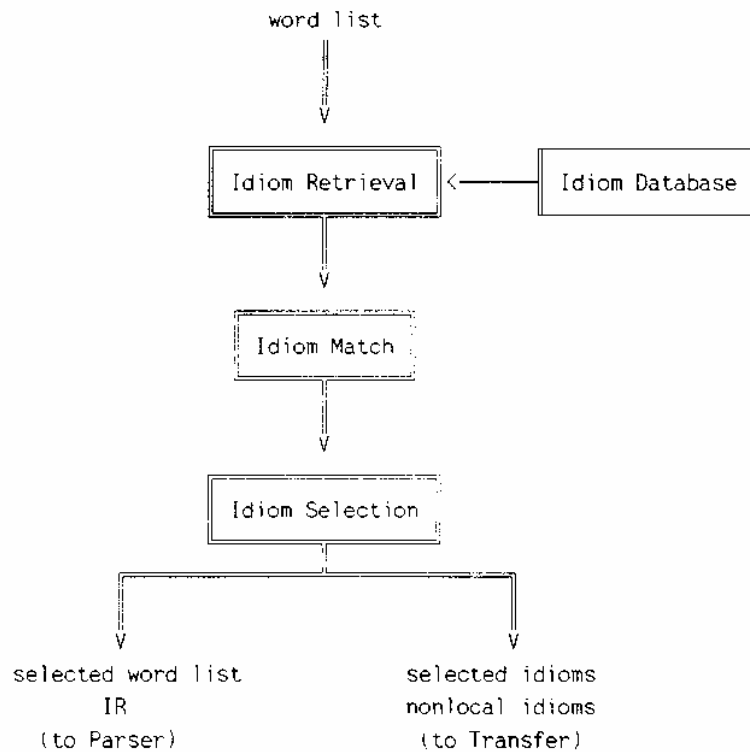 word list
Idiom Retrieval
Idiom Database
Idiom Match
Idiom Selection
selected word list
IR
(to Parser)
selected idioms
nonlocal idioms
(to Transfer)